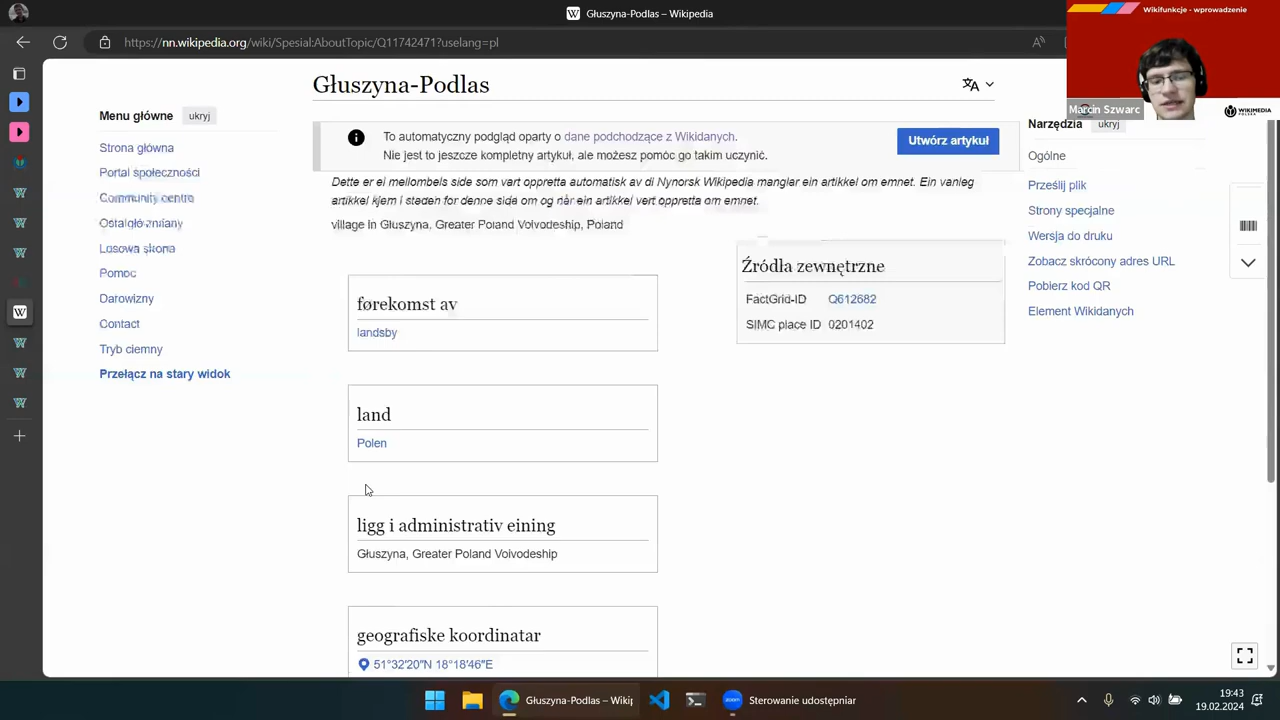 Głuszyna-Podlas – Wikipedia
https://nn.wikipedia.org/wiki/Spesial:AboutTopic/Q11742471?uselang=pl
Wikifunkcje - wprowadzenie
Marcin Szwarc
WIKIMEDIA
POLSKA
Menu główne
ukryj
Strona główna
Portal społeczności
Community centre
Losowa strona
Pomoc
Darowizny
Contact
Tryb ciemny
Przełącz na stary widok
Głuszyna-Podlas
To automatyczny podgląd oparty o dane podchodzące z Wikidanych.
Nie jest to jeszcze kompletny artykuł, ale możesz pomóc go takim uczynić.
Utwórz artykuł
Dette er ei mellombels side som vart oppretta automatisk av di Nynorsk Wikipedia manglar ein artikkel om emnet. Ein vanleg
artikkel kjem i staden for denne side om og når ein artikkel vert oppretta om emnet.
village in Głuszyna, Greater Poland Voivodeship, Poland
førekomst av
landsby
land
Polen
ligg i administrativ eining
Głuszyna, Greater Poland Voivodeship
geografiske koordinatar
51°32′20″N 18°18′46″E
Źródła zewnętrzne
FactGrid-ID Q612682
SIMC place ID 0201402
Narzędzia
ukryj
Ogólne
Prześlij plik
Strony specjalne
Wersja do druku
Zobacz skrócony adres URL
Pobierz kod QR
Element Wikidanych
Głuszyna-Podlas – Wikip
zoom
Sterowanie udostępniar
19:43
19.02.2024